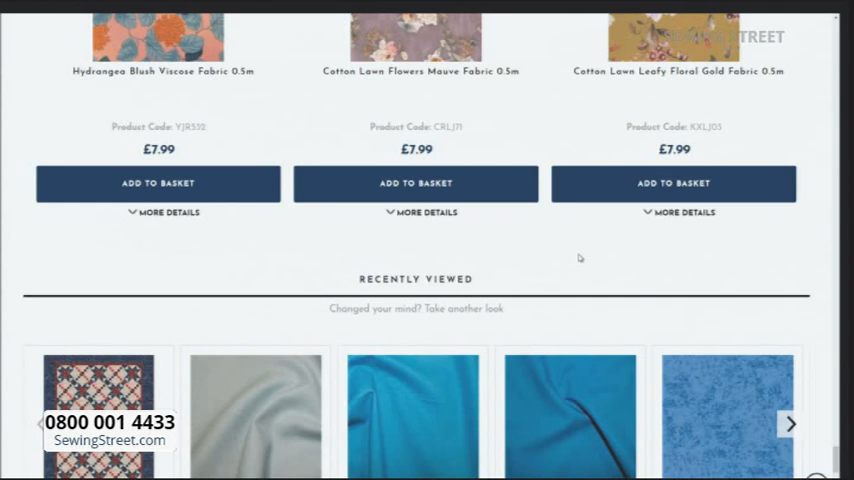 SEWINGSTREET
Hydrangea Blush Viscose Fabric 0.5m
Cotton Lawn Flowers Mauve Fabric 0.5m
Cotton Lawn Leafy Floral Gold Fabric 0.5m
Product Code: YJRS32
Product Code: CRLJ71
Product Code: KXLJ03
£7.99
£7.99
£7.99
ADD TO BASKET
ADD TO BASKET
ADD TO BASKET
MORE DETAILS
MORE DETAILS
MORE DETAILS
RECENTLY VIEWED
Changed your mind? Take another look
0800 001 4433
SewingStreet.com